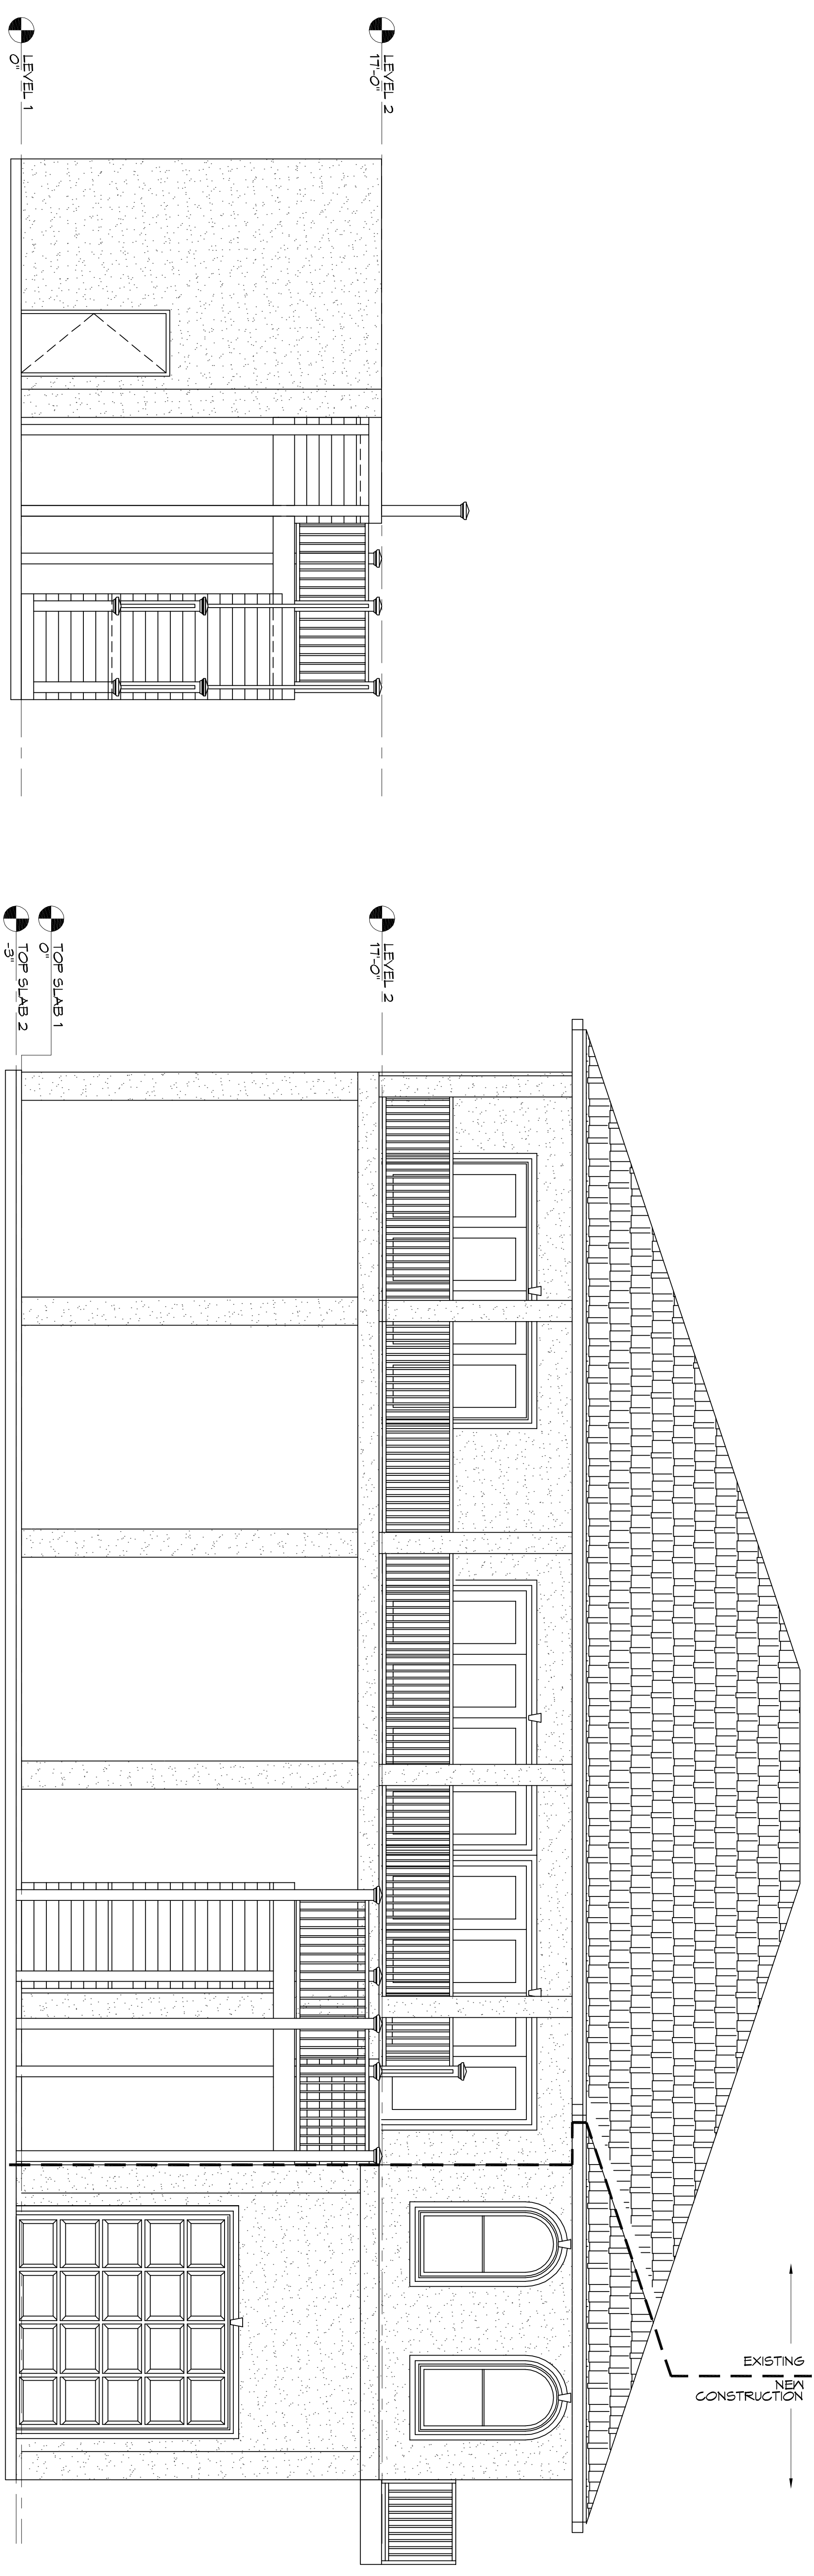 LEVEL 2
17'-0"
LEVEL 1
0"
LEVEL 2
17'-0"
TOP SLAB 1
0"
TOP SLAB 2
-3"
EXISTING
NEW
CONSTRUCTION